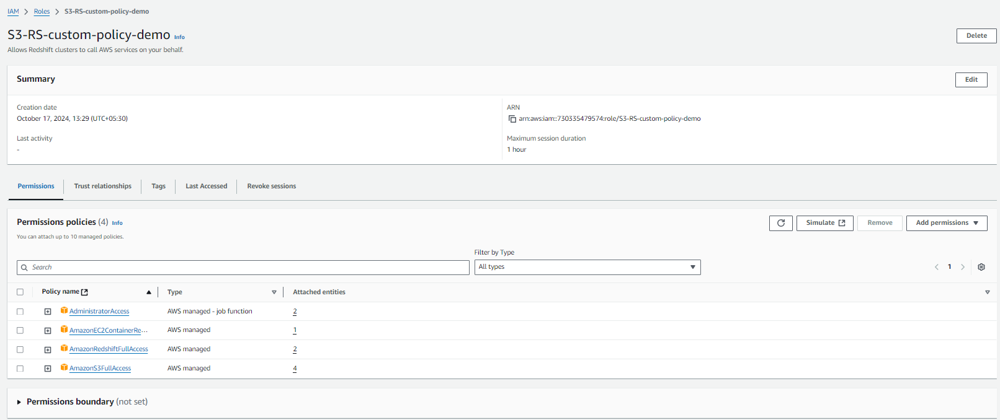 IAM > Roles > S3-RS-custom-policy-demo
S3-RS-custom-policy-demo Info
Delete
Allows Redshift clusters to call AWS services on your behalf.
Summary
Edit
Creation date
October 17, 2024, 13:29 (UTC+05:30)
ARN
arn:aws:iam::730335479574:role/S3-RS-custom-policy-demo
Last activity
-
Maximum session duration
1 hour
Permissions
Trust relationships
Tags
Last Accessed
Revoke sessions
Permissions policies (4) Info
Simulate
Remove
Add permissions
You can attach up to 10 managed policies.
Filter by Type
Search
All types
1
Policy name
Type
Attached entities
AdministratorAccess AWS managed - job function 2
AmazonEC2ContainerRe... AWS managed 1
AmazonRedshiftFullAccess AWS managed 2
AmazonS3FullAccess AWS managed 4
Permissions boundary (not set)